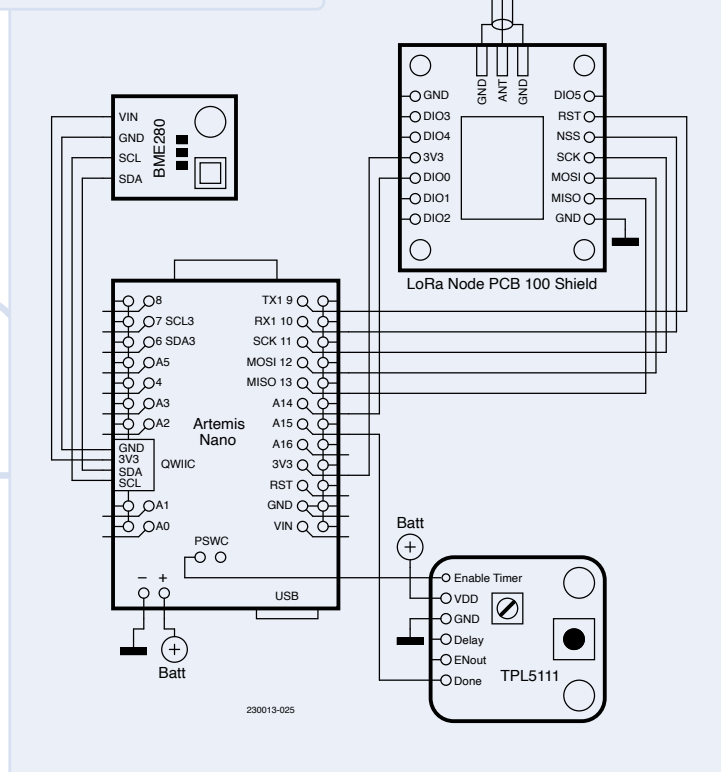 VIN
GND
SCL
SDA
BME280
GND
ANT
GND
GND
DIO3
DIO4
3V3
DIO0
DIO1
DIO2
DIO5
RST
NSS
SCK
MOSI
MISO
GND
LoRa Node PCB 100 Shield
8
7 SCL3
6 SDA3
A5
4
A3
A2
GND
3V3
SDA
SCL
QWIIC
A1
A0
Artemis
Nano
TX1 9
RX1 10
SCK 11
MOSI 12
MISO 13
A14
A15
A16
3V3
RST
GND
VIN
PSWC
USB
– +
Batt
+
Batt
+
Enable Timer
VDD
GND
Delay
ENout
Done
TPL5111
230013-025